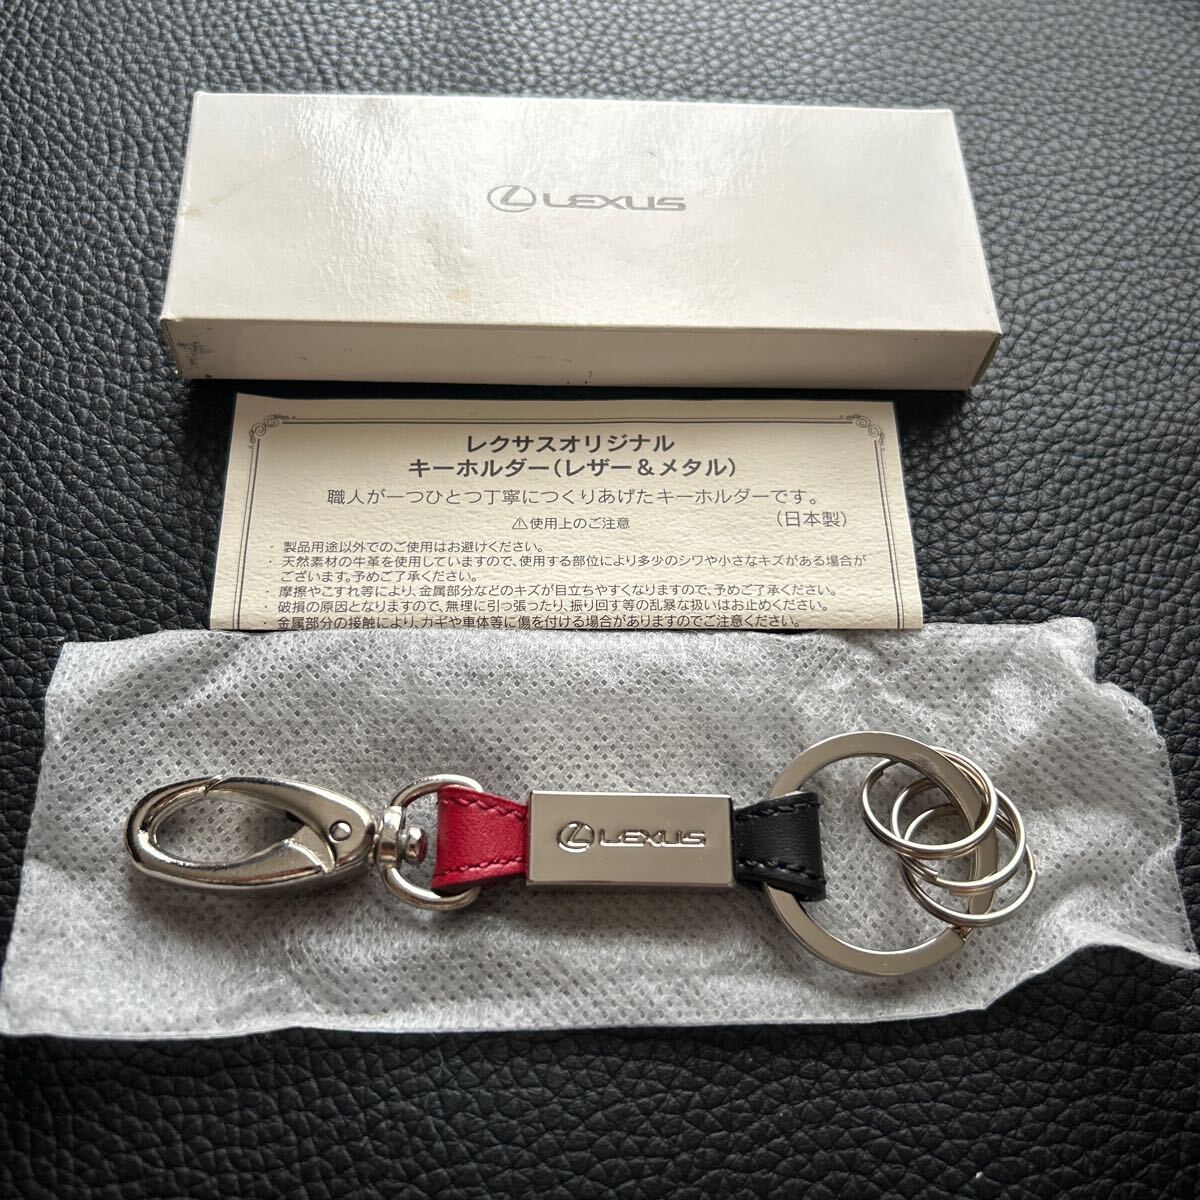 LEXUS
レクサスオリジナル
キーホルダー(レザー&メタル)
職人が一つひとつ丁寧につくりあげたキーホルダーです。
(日本製)
⚠使用上のご注意
・製品用途以外でのご使用はお避けください。
・天然素材の牛革を使用していますので、使用する部位により多少のシワや小さなキズがある場合が
ございます。予めご了承ください。
・摩擦やこすれ等により、金属部分などのキズが目立ちやすくなりますので、予めご了承ください。
・破損の原因となりますので、無理に引っ張ったり、振り回す等の乱暴な扱いはお止めください。
・金属部分の接触により、カギや車体等に傷を付ける場合がありますのでご注意ください。
LEXUS